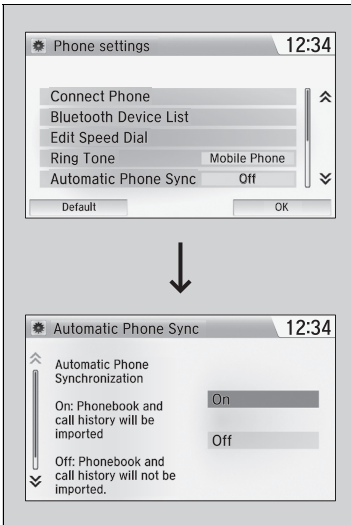 Phone settings 12:34
Connect Phone
Bluetooth Device List
Edit Speed Dial
Ring Tone Mobile Phone
Automatic Phone Sync Off
Default OK
Automatic Phone Sync 12:34
Automatic Phone
Synchronization
On: Phonebook and
call history will be
imported
Off: Phonebook and
call history will not be
imported.
On
Off